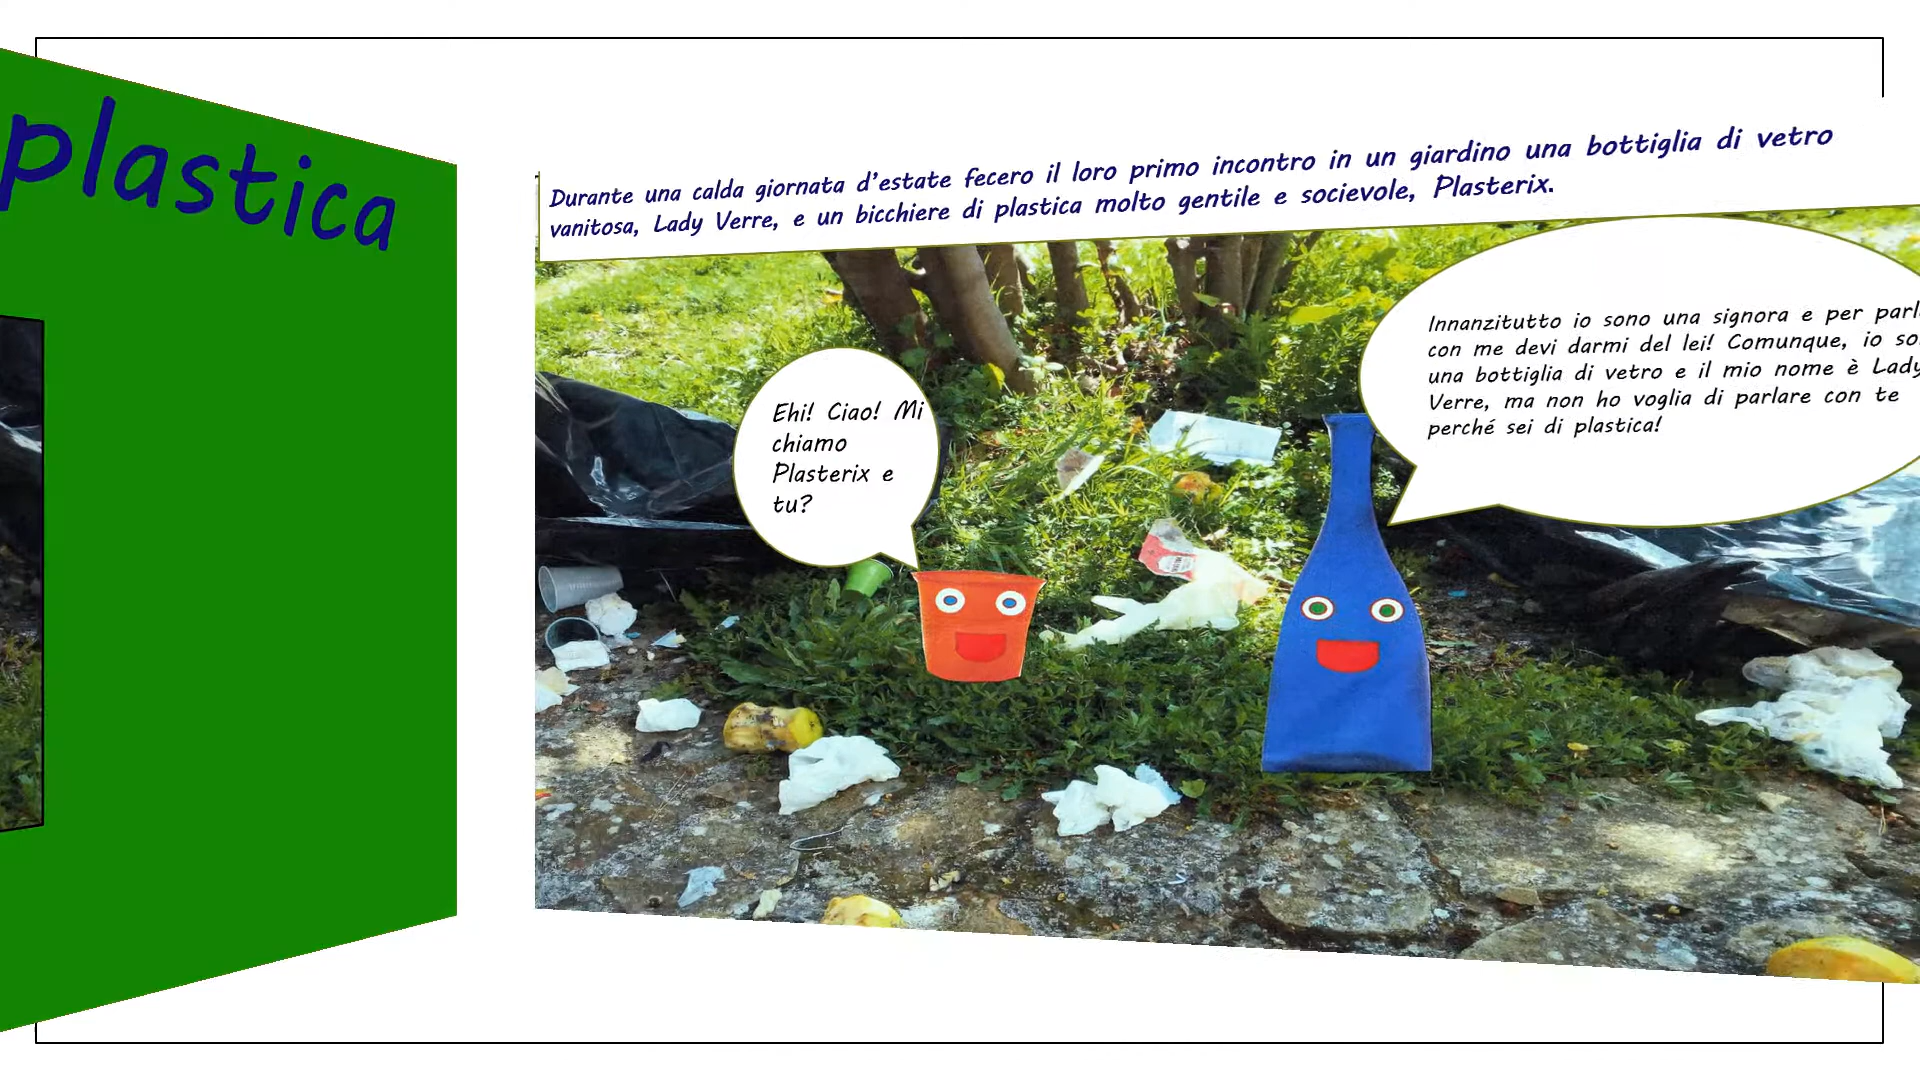 plastica
Durante una calda giornata d'estate fecero il loro primo incontro in un giardino una bottiglia di vetro
vanitosa, Lady Verre, e un bicchiere di plastica molto gentile e socievole, Plasterix.
Ehi! Ciao! Mi
chiamo
Plasterix e
tu?
Innanzitutto io sono una signora e per
con me devi darmi del lei! Comunque, io
una bottiglia di vetro e il mio nome è Lady
Verre, ma non ho voglia di parlare con te
perché sei di plastica!